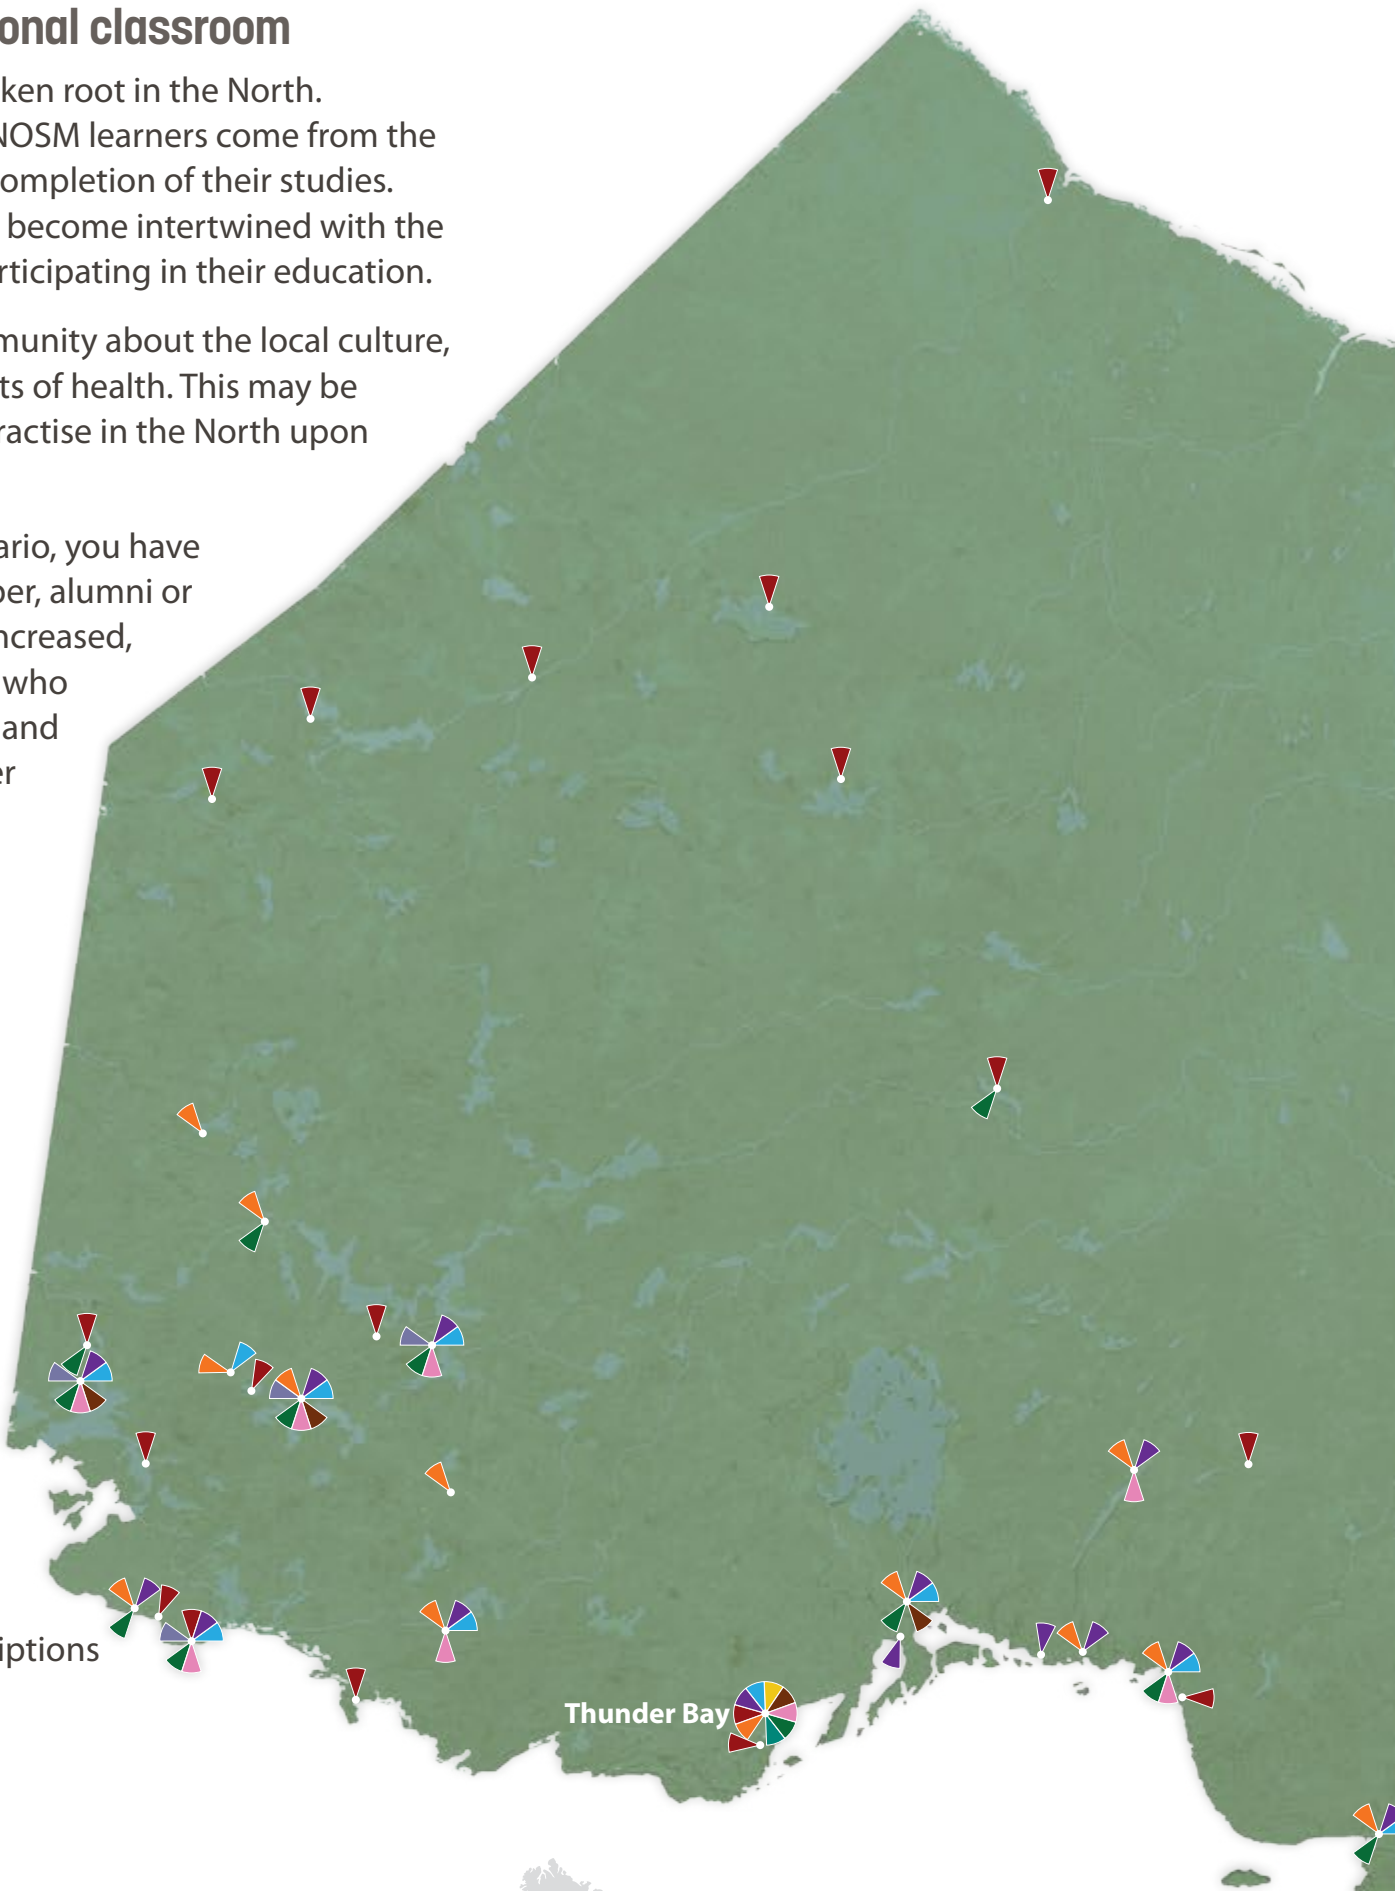 onal classroom
ken root in the North.
NOSM learners come from the
ompletion of their studies.
become intertwined with the
rticipating in their education.
munity about the local culture,
ts of health. This may be
ractise in the North upon
ario, you have
ber, alumni or
ncreased,
who
and
er
iptions
Thunder Bay